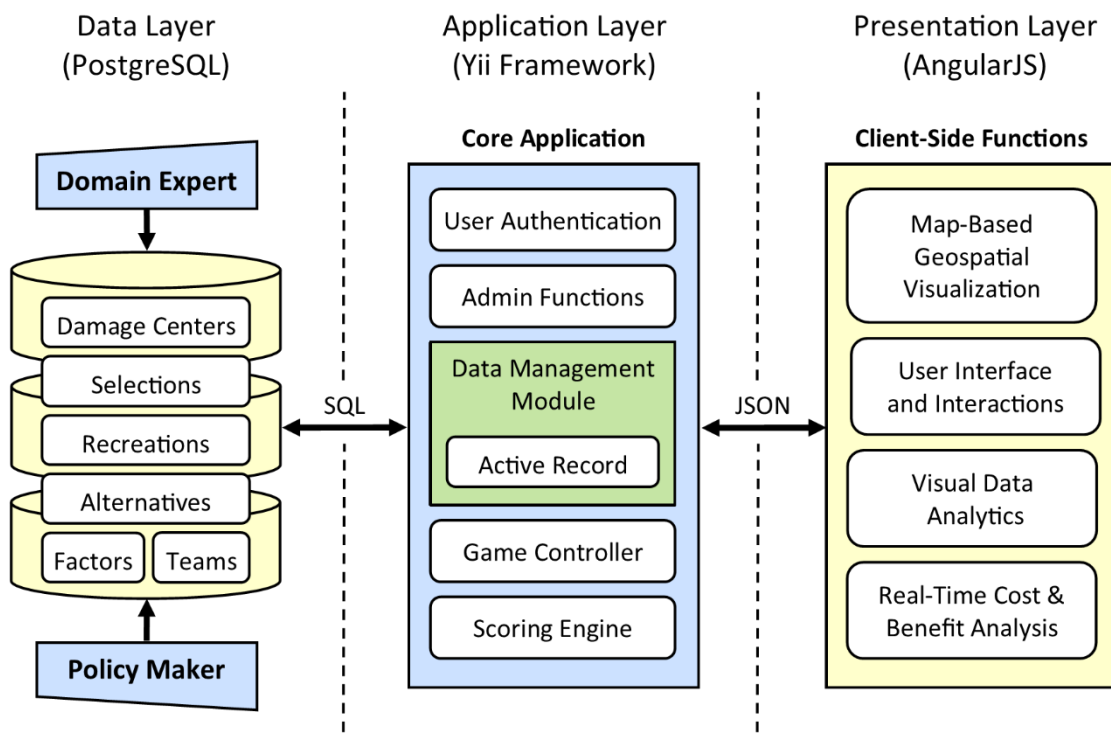 Data Layer
(PostgreSQL)
Application Layer
(Yii Framework)
Presentation Layer
(AngularJS)
Domain Expert
Damage Centers
Selections
Recreations
Alternatives
Factors
Teams
Policy Maker
SQL
Core Application
User Authentication
Admin Functions
Data Management
Module
Active Record
Game Controller
Scoring Engine
JSON
Client-Side Functions
Map-Based
Geospatial
Visualization
User Interface
and Interactions
Visual Data
Analytics
Real-Time Cost &
Benefit Analysis